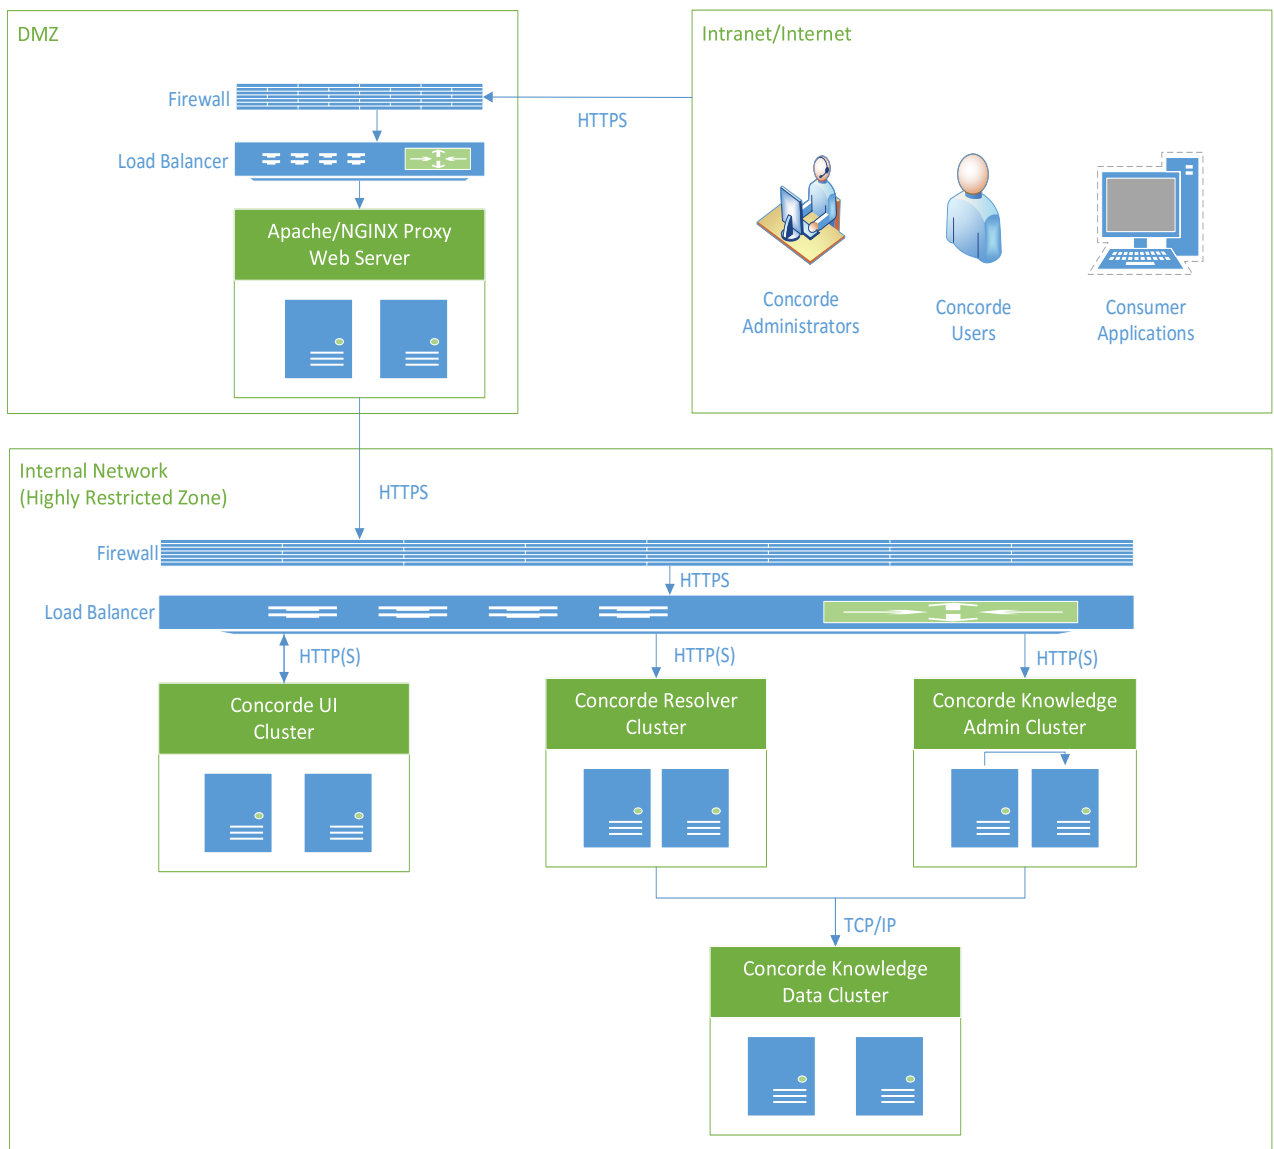 DMZ
Firewall
Load Balancer
Apache/NGINX Proxy
Web Server
HTTPS
Intranet/Internet
Concorde
Administrators
Concorde
Users
Consumer
Applications
HTTPS
Internal Network
(Highly Restricted Zone)
Firewall
HTTPS
Load Balancer
HTTP(S)
HTTP(S)
HTTP(S)
Concorde UI
Cluster
Concorde Resolver
Cluster
Concorde Knowledge
Admin Cluster
TCP/IP
Concorde Knowledge
Data Cluster